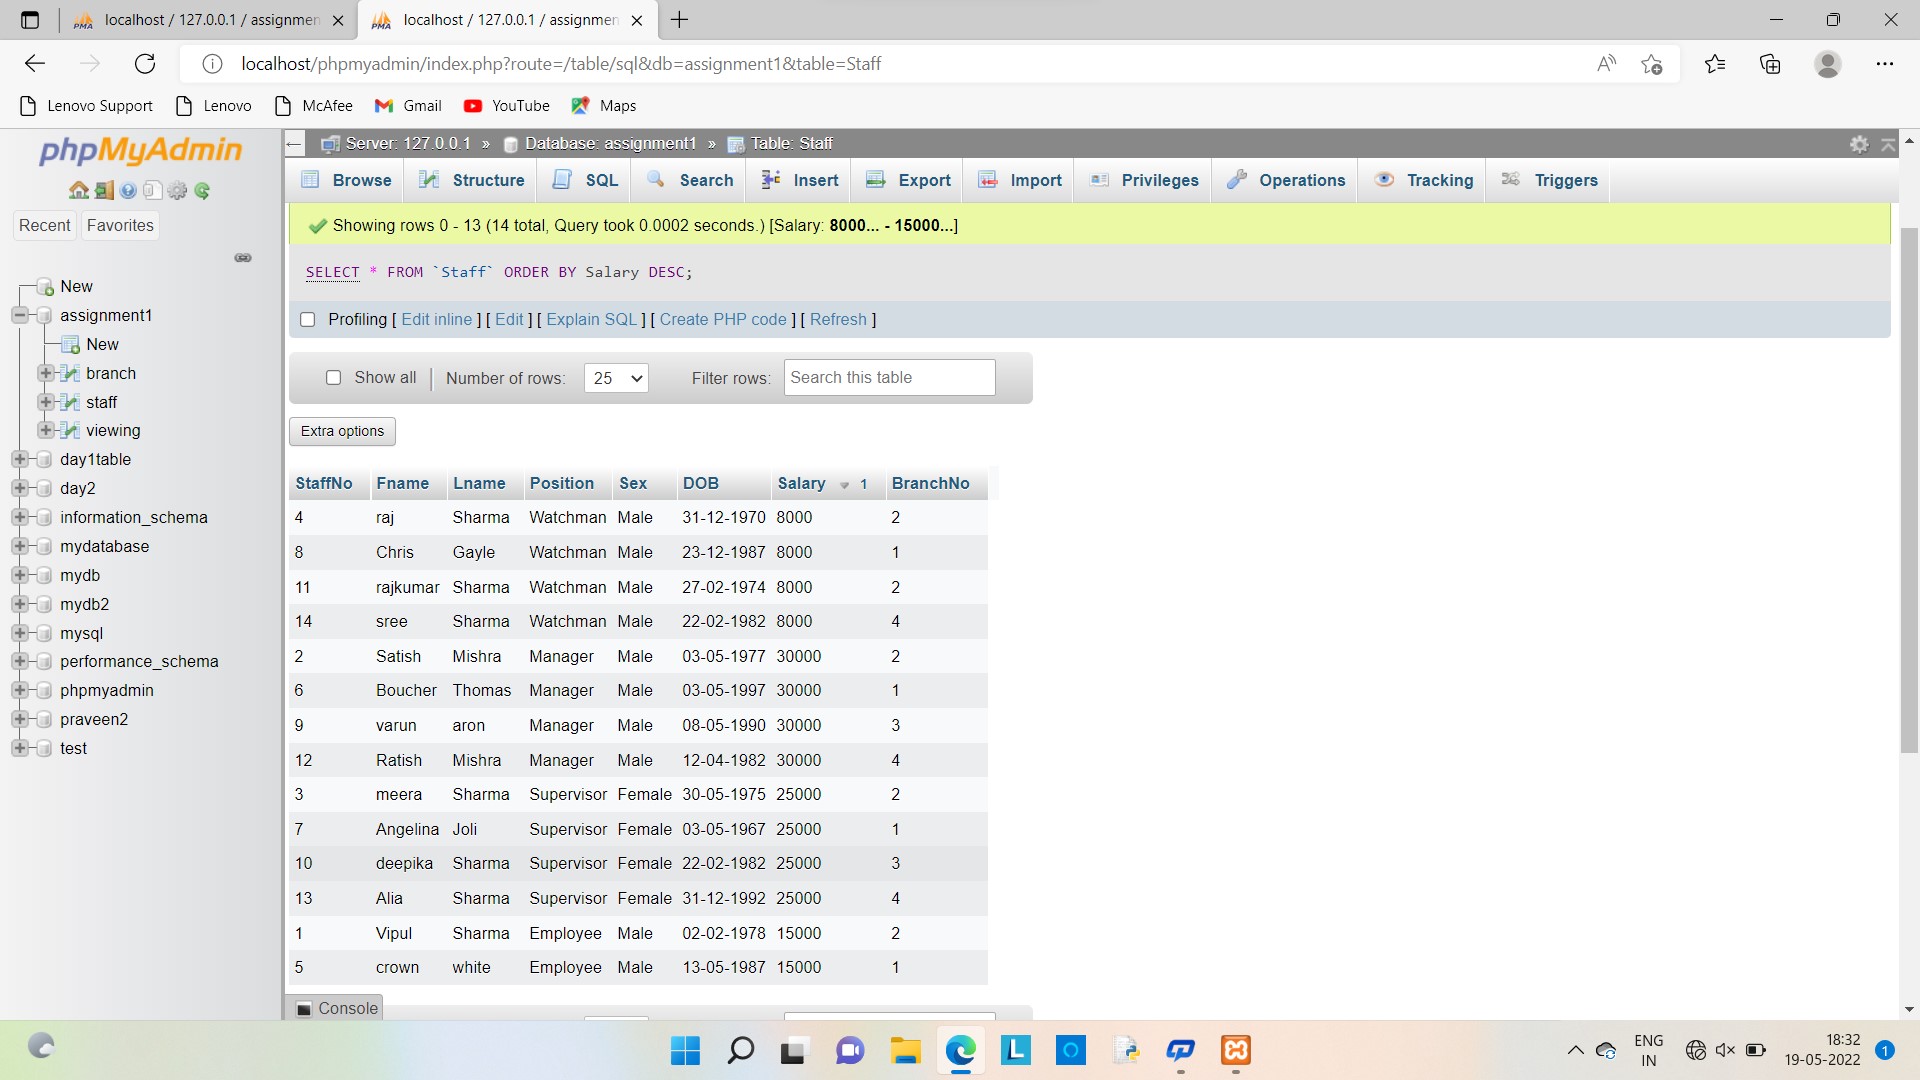 localhost / 127.0.0.1 / assignmen
localhost / 127.0.0.1 / assignmen
localhost/phpmyadmin/index.php?route=/table/sql&db=assignment1&table=Staff
Lenovo Support Lenovo McAfee Gmail YouTube Maps
phpMyAdmin
Recent Favorites
New
assignment1
New
branch
staff
viewing
day1table
day2
information_schema
mydatabase
mydb
mydb2
mysql
performance_schema
phpmyadmin
praveen2
test
Server: 127.0.0.1 » Database: assignment1 » Table: Staff
Browse Structure SQL Search Insert Export Import Privileges Operations Tracking Triggers
Showing rows 0 - 13 (14 total, Query took 0.0002 seconds.) [Salary: 8000... - 15000...]
SELECT * FROM `Staff` ORDER BY Salary DESC;
Profiling [ Edit inline ] [ Edit ] [ Explain SQL ] [ Create PHP code ] [ Refresh ]
Show all Number of rows: 25 Filter rows: Search this table
Extra options
StaffNo Fname Lname Position Sex DOB Salary 1 BranchNo
4 raj Sharma Watchman Male 31-12-1970 8000 2
8 Chris Gayle Watchman Male 23-12-1987 8000 1
11 rajkumar Sharma Watchman Male 27-02-1974 8000 2
14 sree Sharma Watchman Male 22-02-1982 8000 4
2 Satish Mishra Manager Male 03-05-1977 30000 2
6 Boucher Thomas Manager Male 03-05-1997 30000 1
9 varun aron Manager Male 08-05-1990 30000 3
12 Ratish Mishra Manager Male 12-04-1982 30000 4
3 meera Sharma Supervisor Female 30-05-1975 25000 2
7 Angelina Joli Supervisor Female 03-05-1967 25000 1
10 deepika Sharma Supervisor Female 22-02-1982 25000 3
13 Alia Sharma Supervisor Female 31-12-1992 25000 4
1 Vipul Sharma Employee Male 02-02-1978 15000 2
5 crown white Employee Male 13-05-1987 15000 1
Console
ENG
IN
18:32
19-05-2022
1